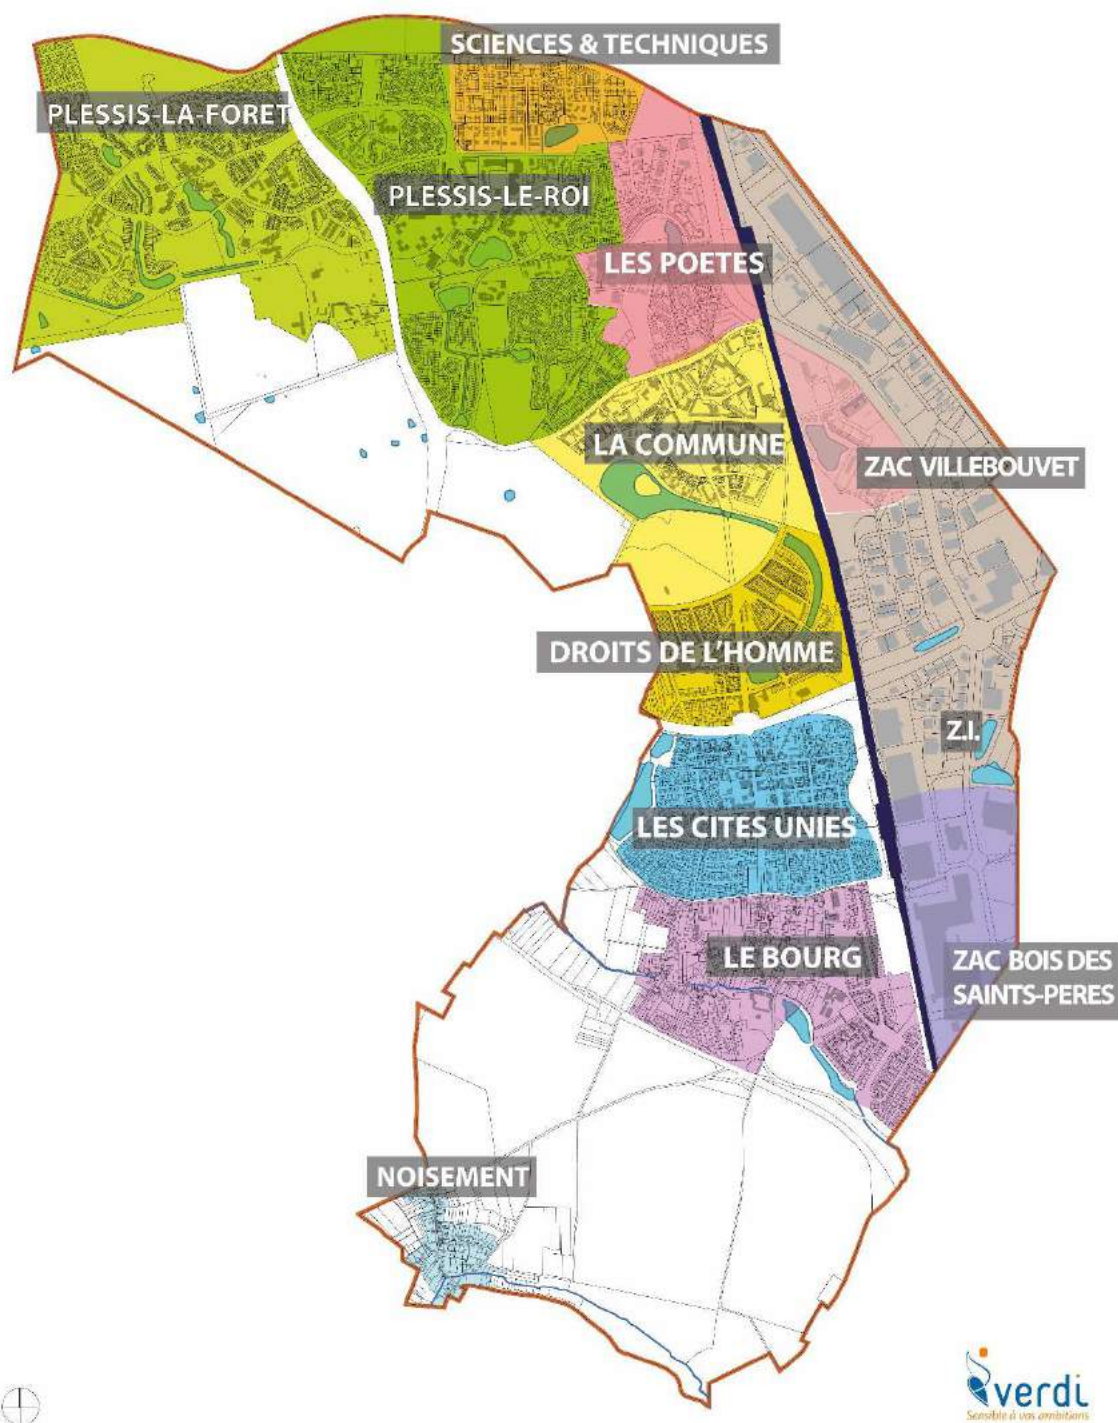 SCIENCES & TECHNIQUES
PLESSIS-LA-FORET
PLESSIS-LE-ROI
LES POETES
LA COMMUNE
ZAC VILLEBOUVET
DROITS DE L'HOMME
Z.I.
LES CITES UNIES
LE BOURG
ZAC BOIS DES
SAINTS-PERES
NOISEMENT
verdi
Sensible à vos ambitions